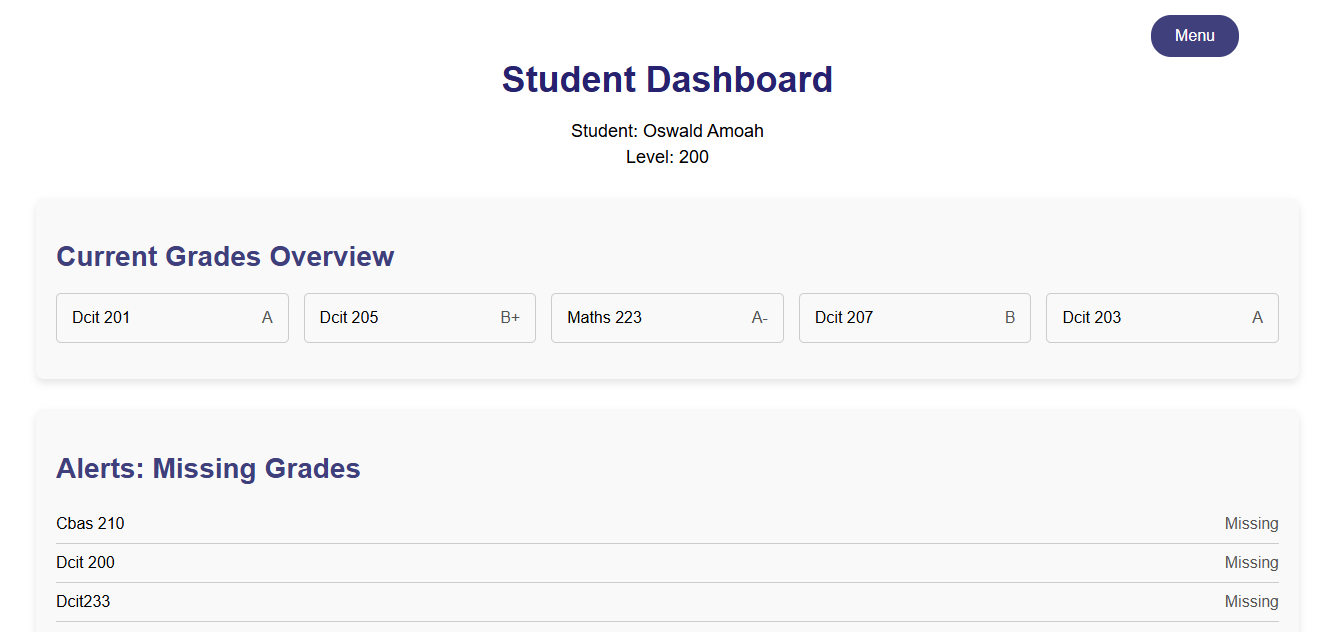 Menu
Student Dashboard
Student: Oswald Amoah
Level: 200
Current Grades Overview
Dcit 201 A
Dcit 205 B+
Maths 223 A-
Dcit 207 B
Dcit 203 A
Alerts: Missing Grades
Cbas 210 Missing
Dcit 200 Missing
Dcit233 Missing